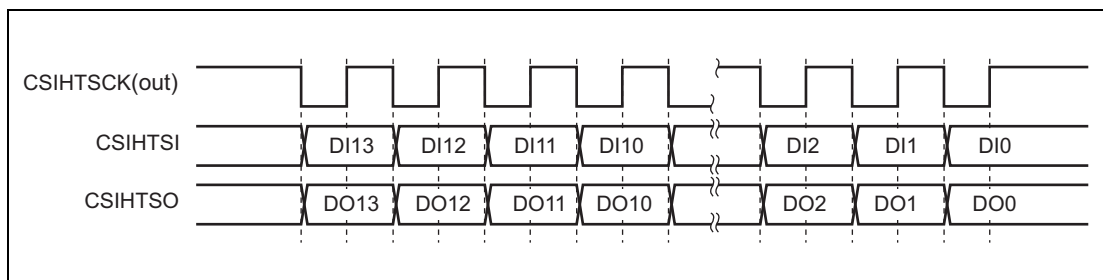 CSIHTSCK(out)
CSIHTSI DI13 DI12 DI11 DI10 DI2 DI1 DI0
CSIHTSO DO13 DO12 DO11 DO10 DO2 DO1 DO0